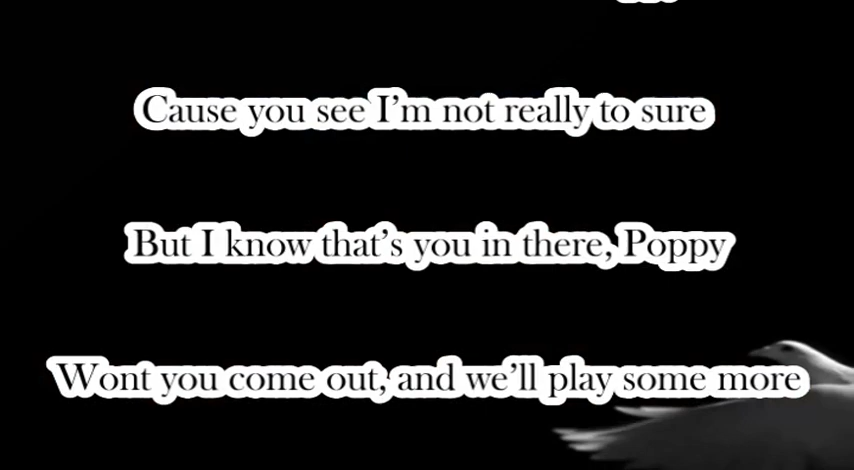 Cause you see I'm not really to sure
But I know that's you in there, Poppy
Wont you come out, and we'll play some more